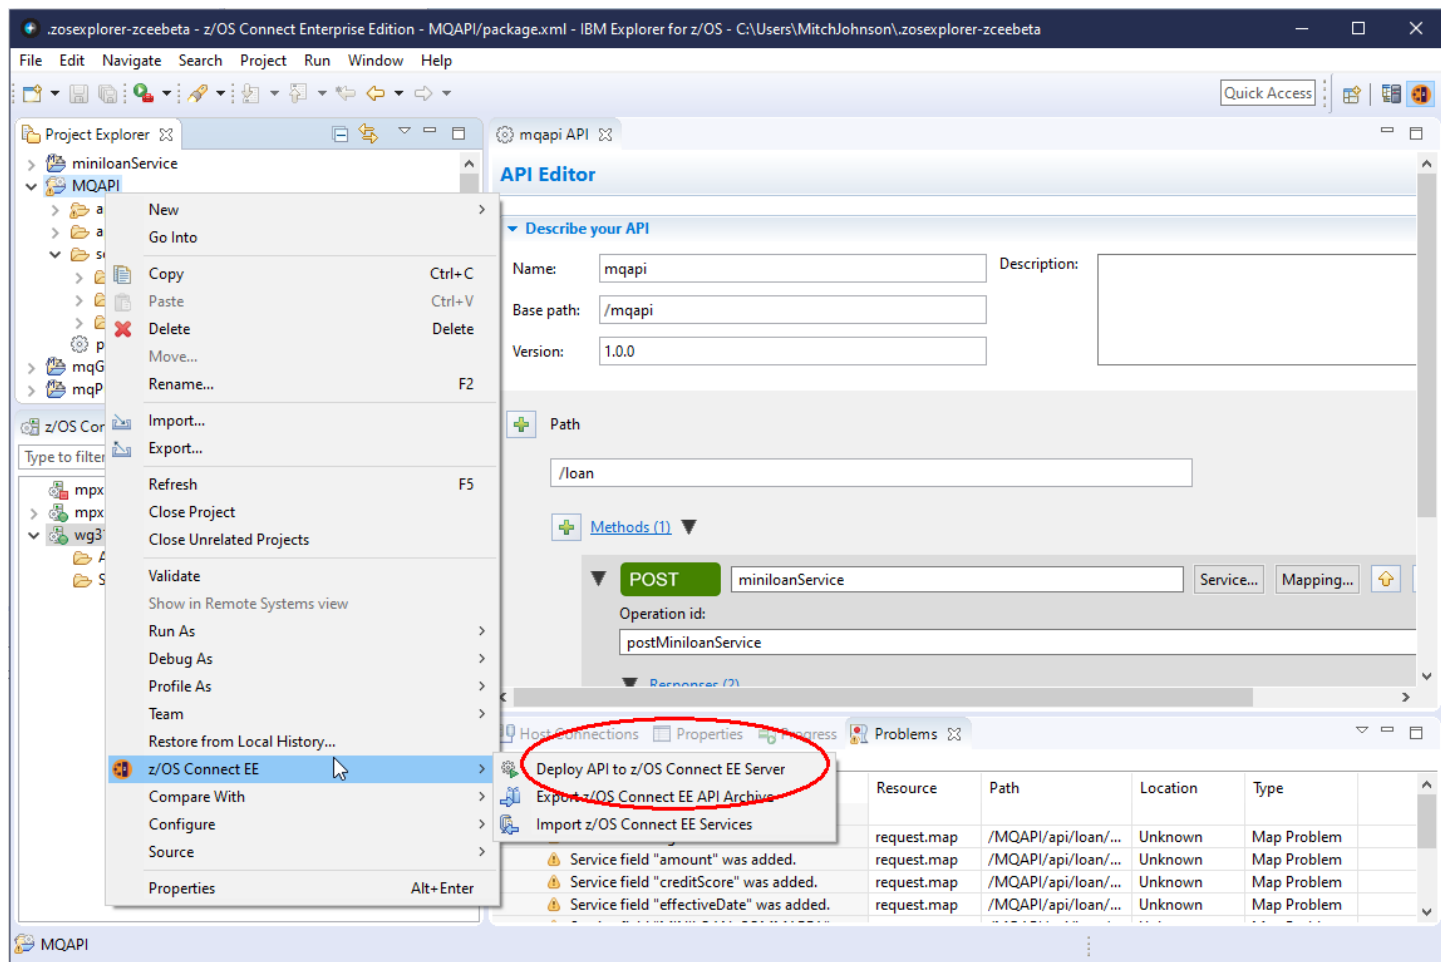 .zosexplorer-zceebeta - z/OS Connect Enterprise Edition - MQAPI/package.xml - IBM Explorer for z/OS - C:\Users\MitchJohnson\.zosexplorer-zceebeta
File Edit Navigate Search Project Run Window Help
Quick Access
Project Explorer
miniloanService
MQAPI
a
a
s
p
mqG
mqP
z/OS Cor
Type to filter
mpx
mpx
wg31
A
S
New
Go Into
Copy Ctrl+C
Paste Ctrl+V
Delete Delete
Move...
Rename... F2
Import...
Export...
Refresh F5
Close Project
Close Unrelated Projects
Validate
Show in Remote Systems view
Run As
Debug As
Profile As
Team
Restore from Local History...
z/OS Connect EE
Compare With
Configure
Source
Properties Alt+Enter
Deploy API to z/OS Connect EE Server
Export z/OS Connect EE API Archive
Import z/OS Connect EE Services
mqapi API
API Editor
Describe your API
Name: mqapi
Description:
Base path: /mqapi
Version: 1.0.0
Path
/loan
Methods (1)
POST miniloanService Service... Mapping...
Operation id:
postMiniloanService
Responses (2)
Host Connections Properties Progress Problems
Resource Path Location Type
request.map /MQAPI/api/loan/... Unknown Map Problem
Service field "amount" was added. request.map /MQAPI/api/loan/... Unknown Map Problem
Service field "creditScore" was added. request.map /MQAPI/api/loan/... Unknown Map Problem
Service field "effectiveDate" was added. request.map /MQAPI/api/loan/... Unknown Map Problem
MQAPI